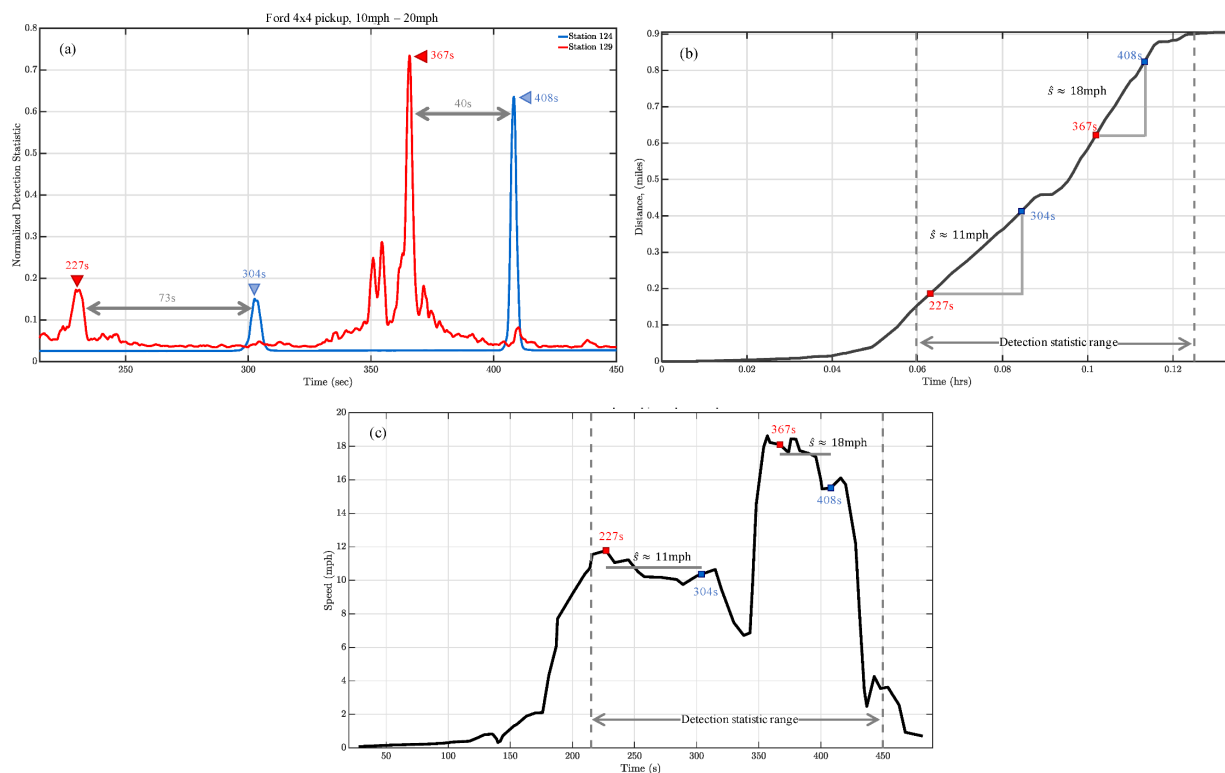 Ford 4x4 pickup, 10mph – 20mph
(a)
Station 124
Station 129
367s
408s
40s
227s
304s
73s
Normalized Detection Statistic
0.8
0.7
0.6
0.5
0.4
0.3
0.2
0.1
0
250 300 350 400 450
Time (sec)
(b)
408s
ŝ ≈ 18mph
367s
304s
ŝ ≈ 11mph
227s
Detection statistic range
Distance, (miles)
0.9
0.8
0.7
0.6
0.5
0.4
0.3
0.2
0.1
0
0 0.02 0.04 0.06 0.08 0.1 0.12
Time (hrs)
(c)
367s
ŝ ≈ 18mph
408s
227s
ŝ ≈ 11mph
304s
Detection statistic range
Speed (mph)
20
18
16
14
12
10
8
6
4
2
0
0 50 100 150 200 250 300 350 400 450
Time (s)